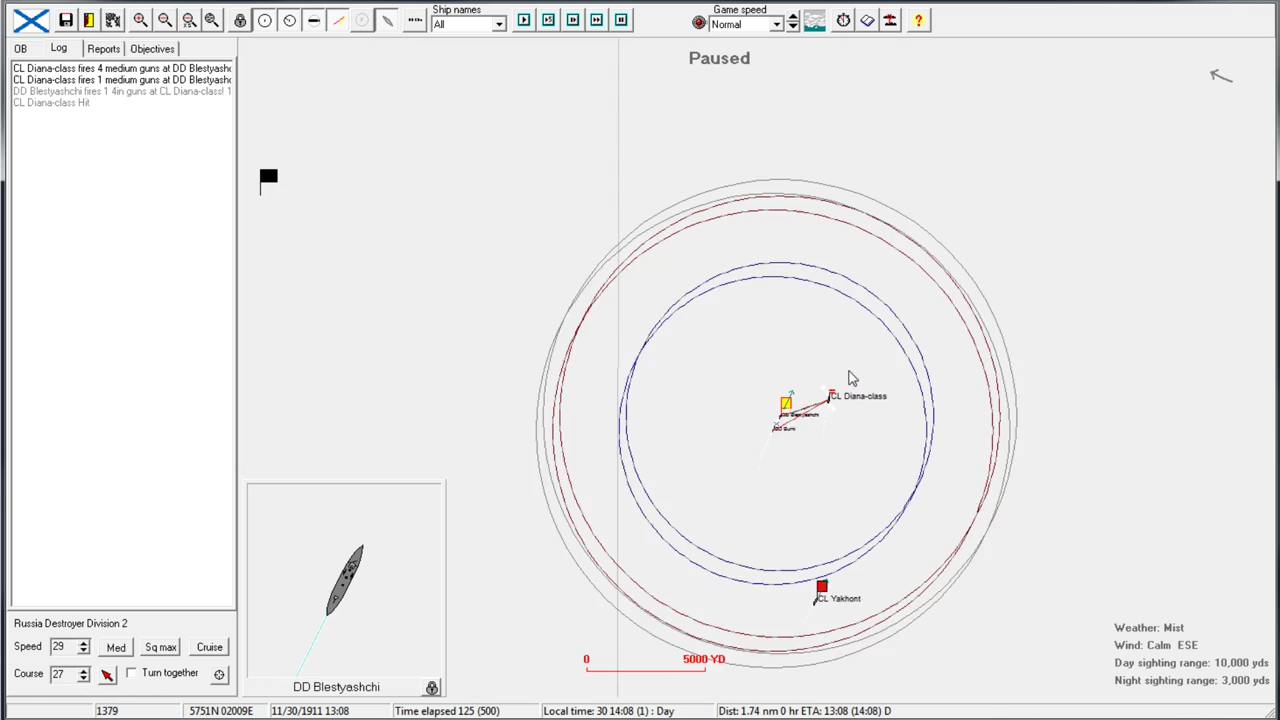 Ship names
All
Game speed
Normal
OB Log Reports Objectives
CL Diana-class fires 4 medium guns at DD Blestyashc
CL Diana-class fires 1 medium guns at DD Blestyashc
DD Blestyashchi fires 1 4in guns at CL Diana-class! 1
CL Diana-class Hit
Paused
CL Diana-class
DD Blestyashchi
CL Yakhont
0 5000 YD
Russia Destroyer Division 2
Speed 29 Med Sq max Cruise
Course 27 Turn together
DD Blestyashchi
Weather: Mist
Wind: Calm ESE
Day sighting range: 10,000 yds
Night sighting range: 3,000 yds
1379 5751N 02009E 11/30/1911 13:08 Time elapsed 125 (500) Local time: 30 14:08 (1) : Day Dist: 1.74 nm 0 hr ETA: 13:08 (14:08) D